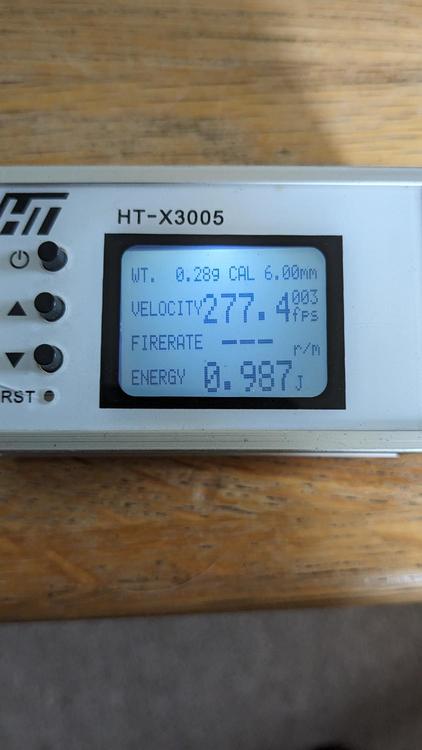 HT
HT-X3005
WT. 0.28g CAL 6.00mm
VELOCITY 277.4 003 fps
FIRERATE --- r/m
ENERGY 0.987 J
RST